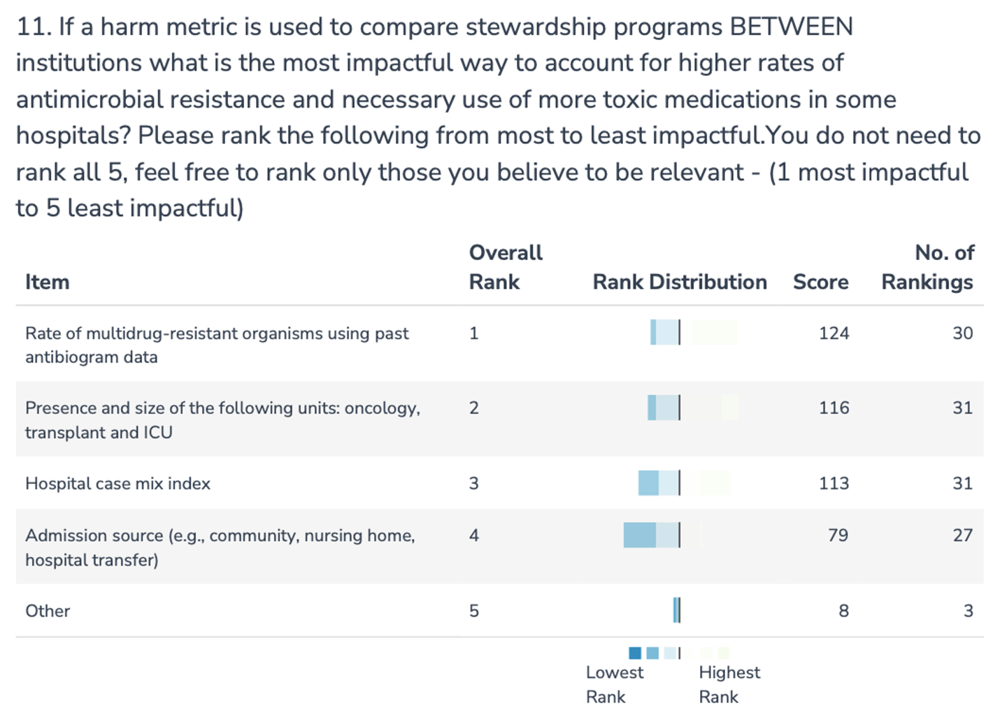 11. If a harm metric is used to compare stewardship programs BETWEEN
institutions what is the most impactful way to account for higher rates of
antimicrobial resistance and necessary use of more toxic medications in some
hospitals? Please rank the following from most to least impactful.You do not need to
rank all 5, feel free to rank only those you believe to be relevant - (1 most impactful
to 5 least impactful)
Item Overall Rank Rank Distribution Score No. of Rankings
Rate of multidrug-resistant organisms using past 1 124 30
antibiogram data
Presence and size of the following units: oncology, 2 116 31
transplant and ICU
Hospital case mix index 3 113 31
Admission source (e.g., community, nursing home, 4 79 27
hospital transfer)
Other 5 8 3
Lowest Highest
Rank Rank